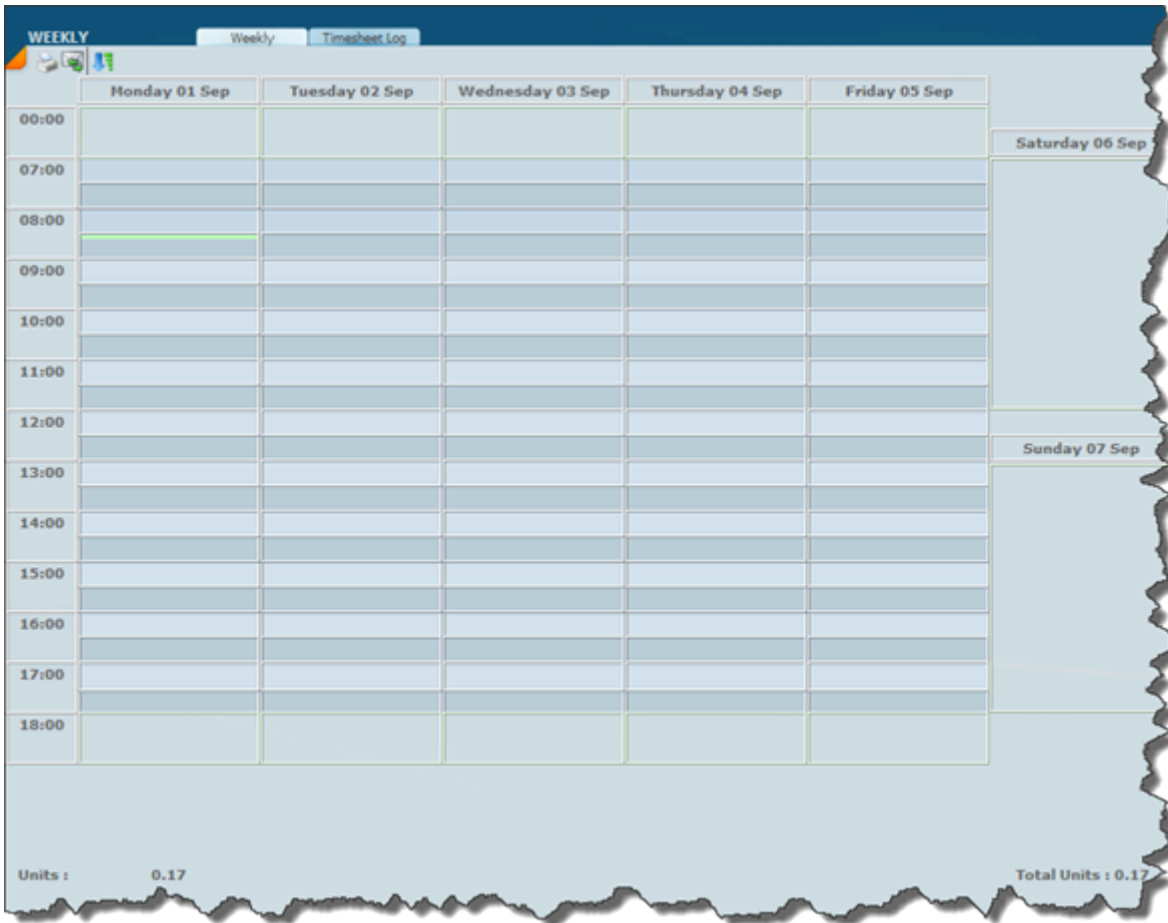 WEEKLY Weekly Timesheet Log
Monday 01 Sep Tuesday 02 Sep Wednesday 03 Sep Thursday 04 Sep Friday 05 Sep
00:00
Saturday 06 Sep
07:00
08:00
09:00
10:00
11:00
12:00
Sunday 07 Sep
13:00
14:00
15:00
16:00
17:00
18:00
Units : 0.17 Total Units : 0.17